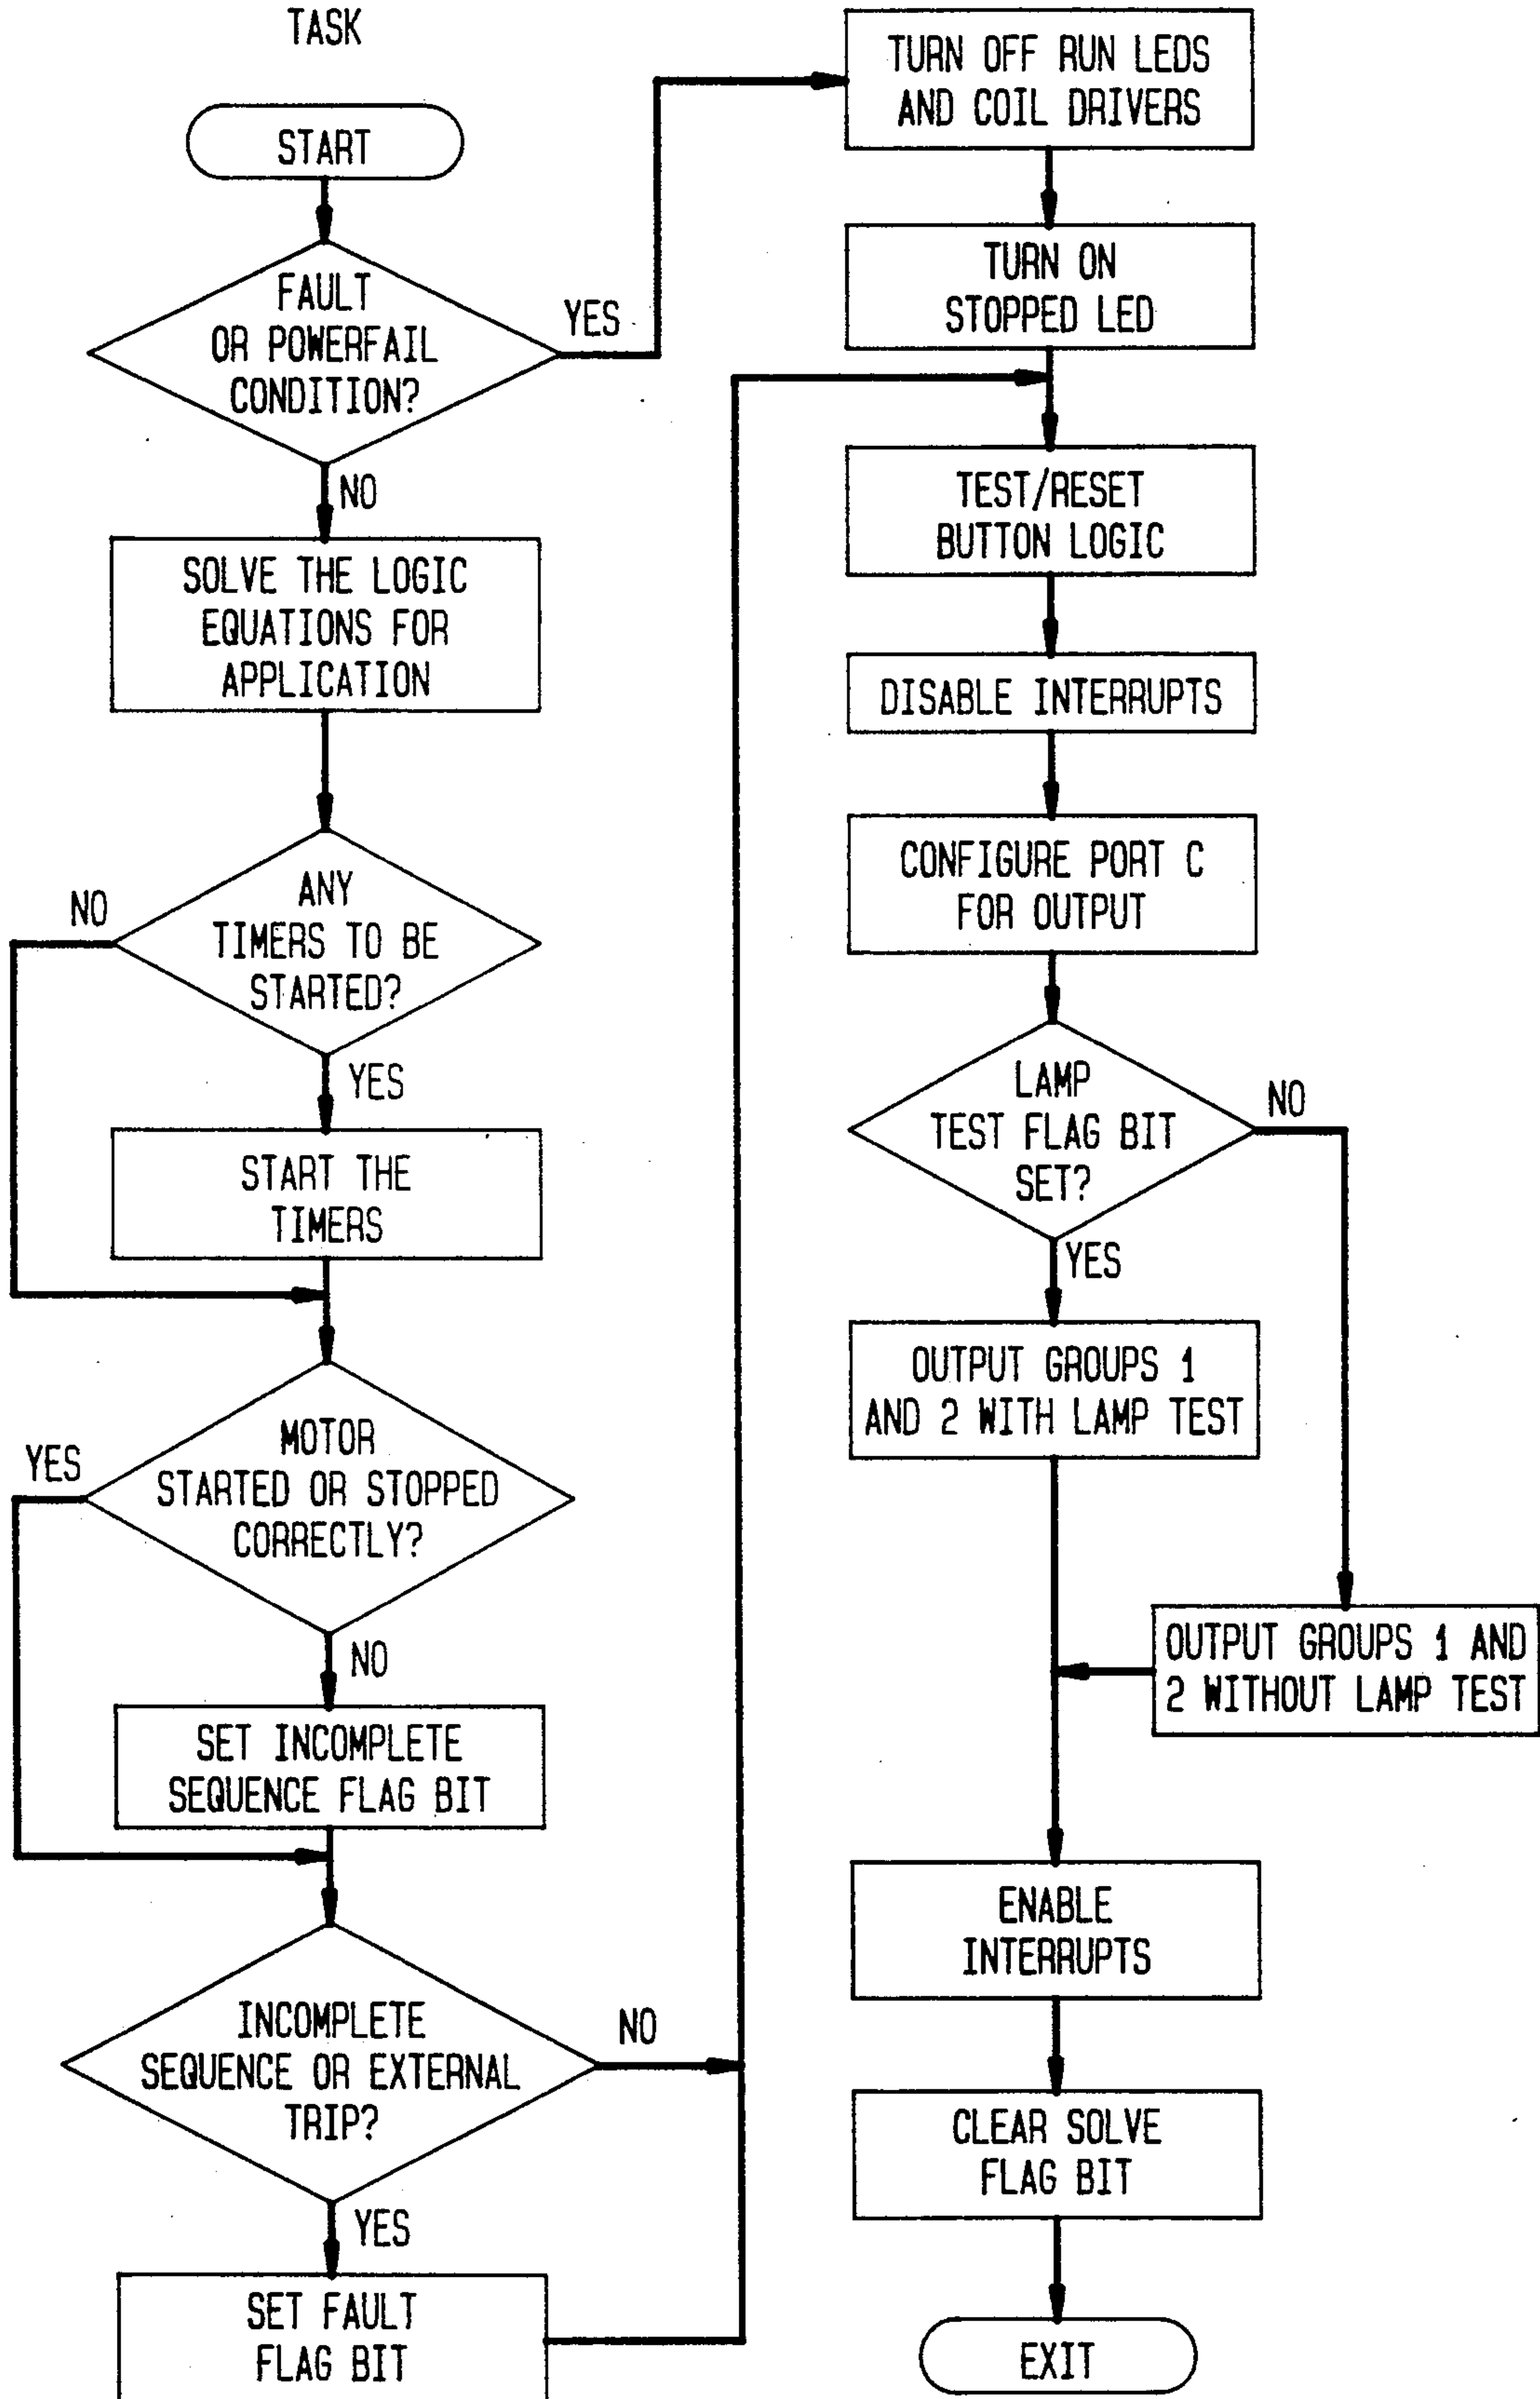 TASK
START
FAULT
OR POWERFAIL
CONDITION?
YES
NO
SOLVE THE LOGIC
EQUATIONS FOR
APPLICATION
ANY
TIMERS TO BE
STARTED?
NO
YES
START THE
TIMERS
MOTOR
STARTED OR STOPPED
CORRECTLY?
YES
NO
SET INCOMPLETE
SEQUENCE FLAG BIT
INCOMPLETE
SEQUENCE OR EXTERNAL
TRIP?
NO
YES
SET FAULT
FLAG BIT
TURN OFF RUN LEDS
AND COIL DRIVERS
TURN ON
STOPPED LED
TEST/RESET
BUTTON LOGIC
DISABLE INTERRUPTS
CONFIGURE PORT C
FOR OUTPUT
LAMP
TEST FLAG BIT
SET?
NO
YES
OUTPUT GROUPS 1
AND 2 WITH LAMP TEST
OUTPUT GROUPS 1 AND
2 WITHOUT LAMP TEST
ENABLE
INTERRUPTS
CLEAR SOLVE
FLAG BIT
EXIT